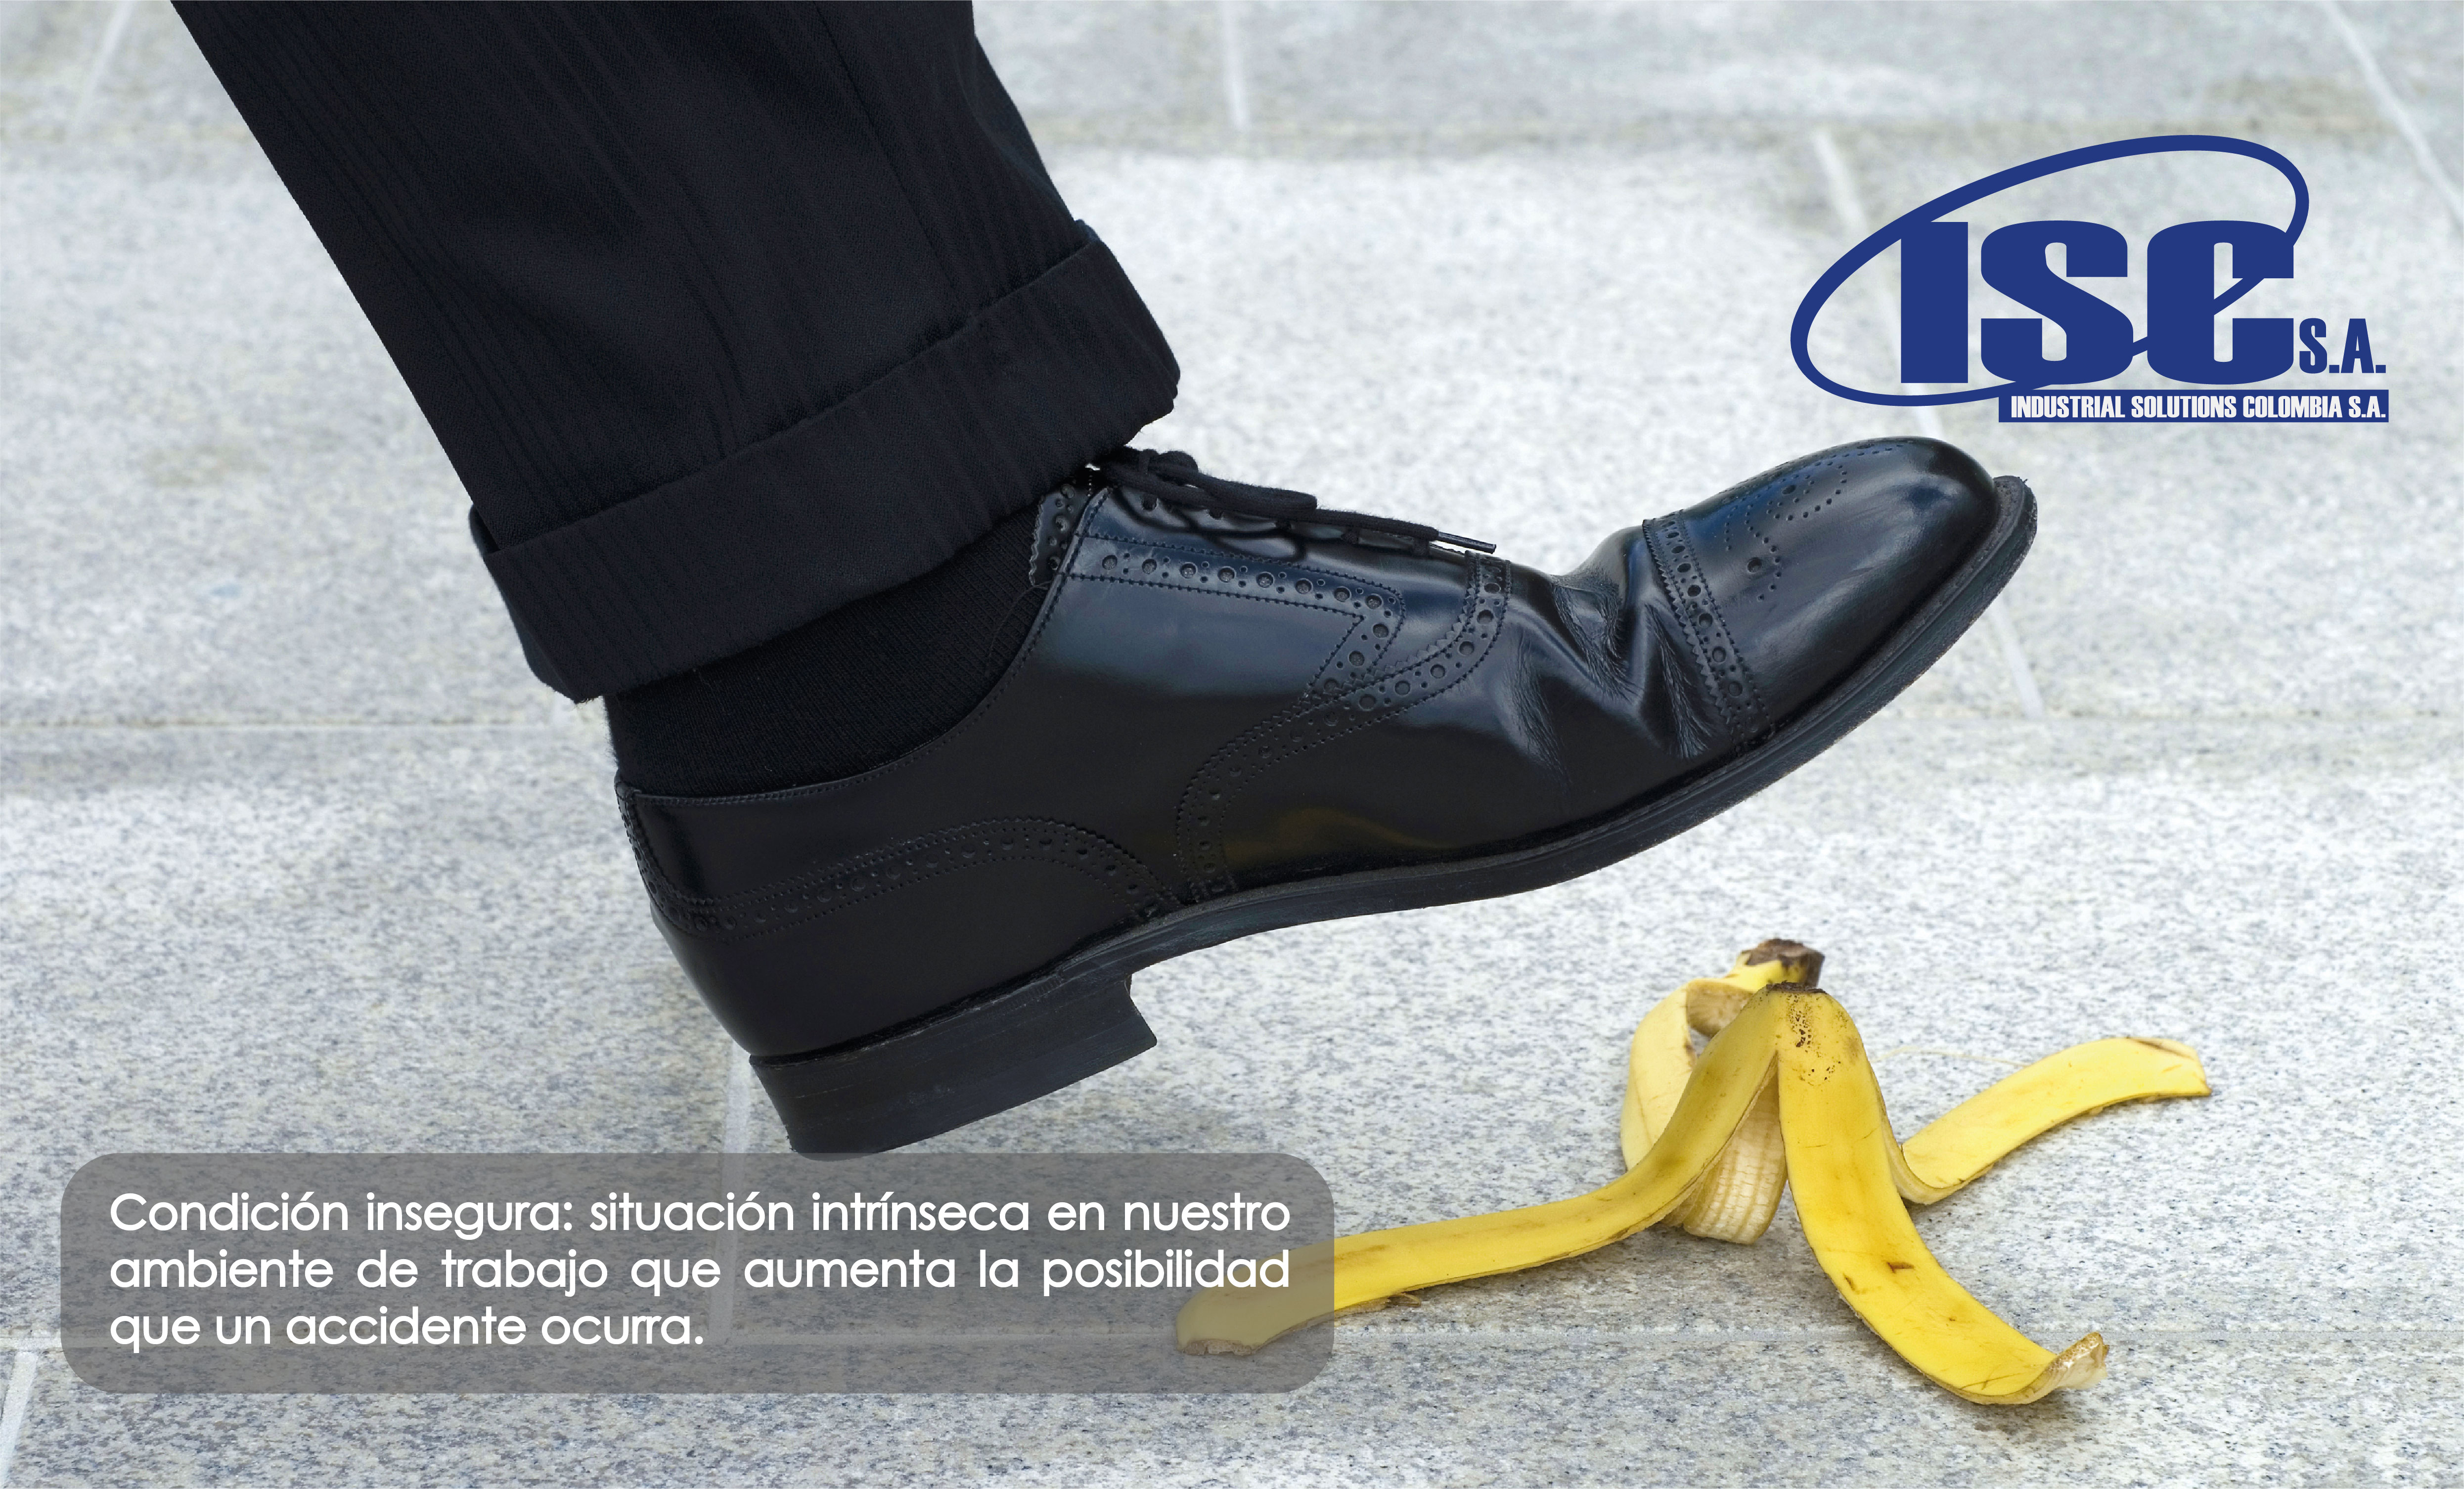 ISC S.A.
INDUSTRIAL SOLUTIONS COLOMBIA S.A.
Condición insegura: situación intrínseca en nuestro
ambiente de trabajo que aumenta la posibilidad
que un accidente ocurra.